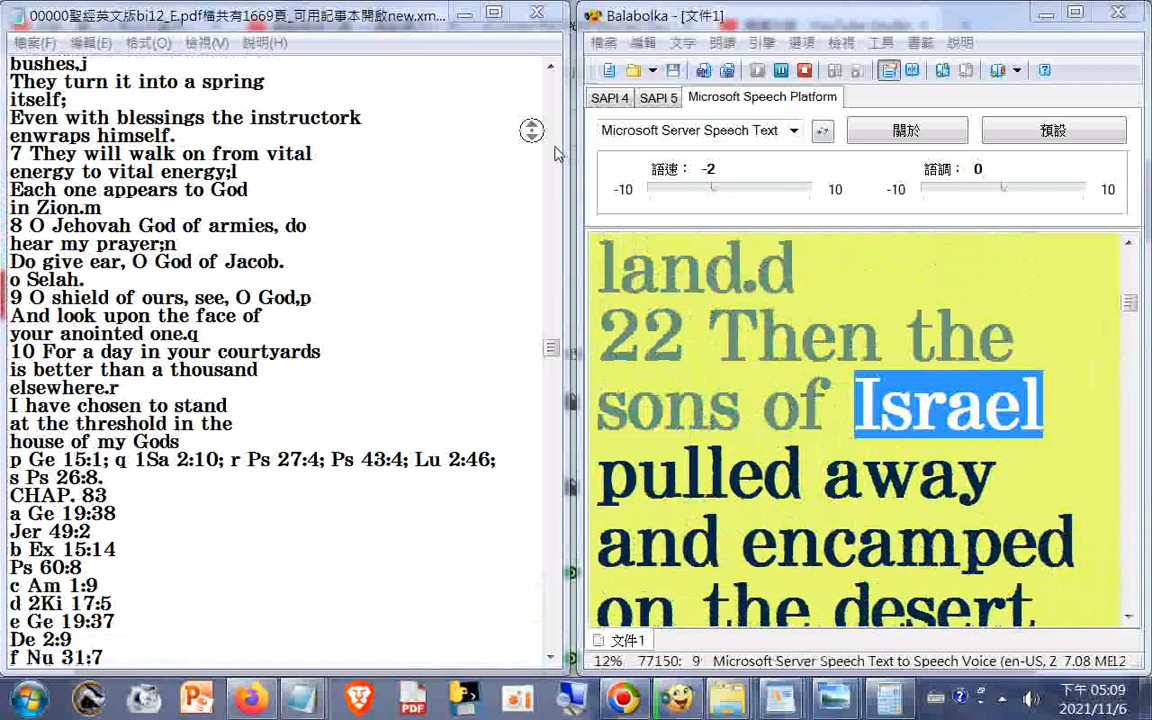 00000聖經英文版bi12_E.pdf檔共有1669頁_可用記事本開啟new.xm...
檔案(F) 編輯(E) 格式(O) 檢視(V) 說明(H)
bushes,j
They turn it into a spring
itself;
Even with blessings the instructork
enwraps himself.
7 They will walk on from vital
energy to vital energy;l
Each one appears to God
in Zion.m
8 O Jehovah God of armies, do
hear my prayer;n
Do give ear, O God of Jacob.
o Selah.
9 O shield of ours, see, O God,p
And look upon the face of
your anointed one.q
10 For a day in your courtyards
is better than a thousand
elsewhere.r
I have chosen to stand
at the threshold in the
house of my Gods
p Ge 15:1; q 1Sa 2:10; r Ps 27:4; Ps 43:4; Lu 2:46;
s Ps 26:8.
CHAP. 83
a Ge 19:38
Jer 49:2
b Ex 15:14
Ps 60:8
c Am 1:9
d 2Ki 17:5
e Ge 19:37
De 2:9
f Nu 31:7
Balabolka - [文件1]
檔案 編輯 文字 朗讀 引擎 選項 檢視 工具 書籤 說明
SAPI 4 SAPI 5 Microsoft Speech Platform
Microsoft Server Speech Text 關於 預設
語速： -2 語調： 0
-10 10 -10 10
land.d
22 Then the
sons of Israel
pulled away
and encamped
on the desert
文件1
12% 77150: 9 Microsoft Server Speech Text to Speech Voice (en-US, Z 7.08 ME12
PDF
下午 05:09
2021/11/6